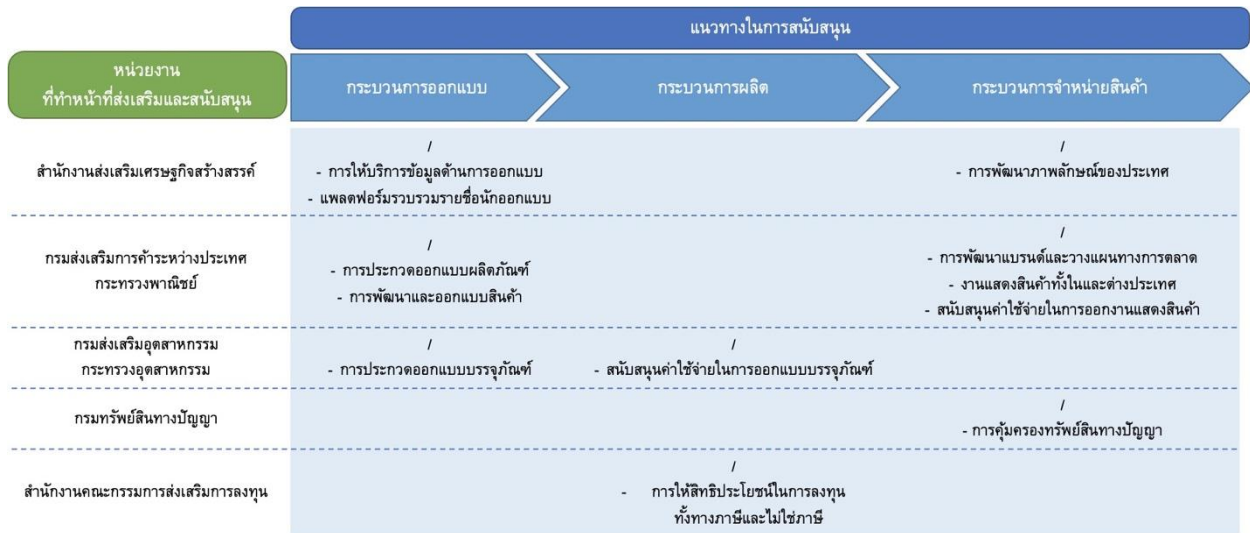 แนวทางในการสนับสนุน
หน่วยงาน
ที่ทำหน้าที่ส่งเสริมและสนับสนุน
กระบวนการออกแบบ
กระบวนการผลิต
กระบวนการจำหน่ายสินค้า
สำนักงานส่งเสริมเศรษฐกิจสร้างสรรค์
/
- การให้บริการข้อมูลด้านการออกแบบ
- แพลตฟอร์มรวบรวมรายชื่อนักออกแบบ
/
- การพัฒนาภาพลักษณ์ของประเทศ
กรมส่งเสริมการค้าระหว่างประเทศ
กระทรวงพาณิชย์
/
- การประกวดออกแบบผลิตภัณฑ์
- การพัฒนาและออกแบบสินค้า
/
- การพัฒนาแบรนด์และวางแผนทางการตลาด
- งานแสดงสินค้าทั้งในและต่างประเทศ
- สนับสนุนค่าใช้จ่ายในการออกงานแสดงสินค้า
กรมส่งเสริมอุตสาหกรรม
กระทรวงอุตสาหกรรม
/
- การประกวดออกแบบบรรจุภัณฑ์
/
- สนับสนุนค่าใช้จ่ายในการออกแบบบรรจุภัณฑ์
กรมทรัพย์สินทางปัญญา
/
- การคุ้มครองทรัพย์สินทางปัญญา
สำนักงานคณะกรรมการส่งเสริมการลงทุน
/
- การให้สิทธิประโยชน์ในการลงทุน
ทั้งทางภาษีและไม่ใช่ภาษี